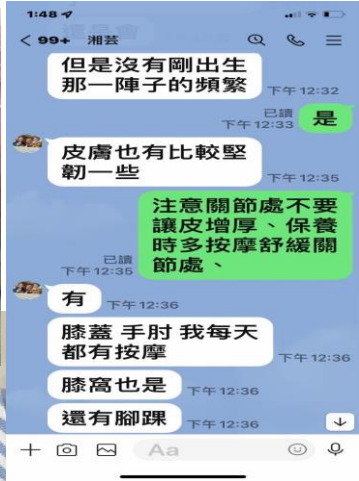 1:48
99+ 湘芸
但是沒有剛出生
那一陣子的頻繁
下午12:32
已讀
下午12:33
是
皮膚也有比較堅
韌一些
下午12:35
注意關節處不要
讓皮增厚、保養
時多按摩舒緩關
節處、
已讀
下午12:35
有
下午12:36
膝蓋 手肘 我每天
都有按摩
下午12:36
膝窩也是
下午12:36
還有腳踝
下午12:36
Aa